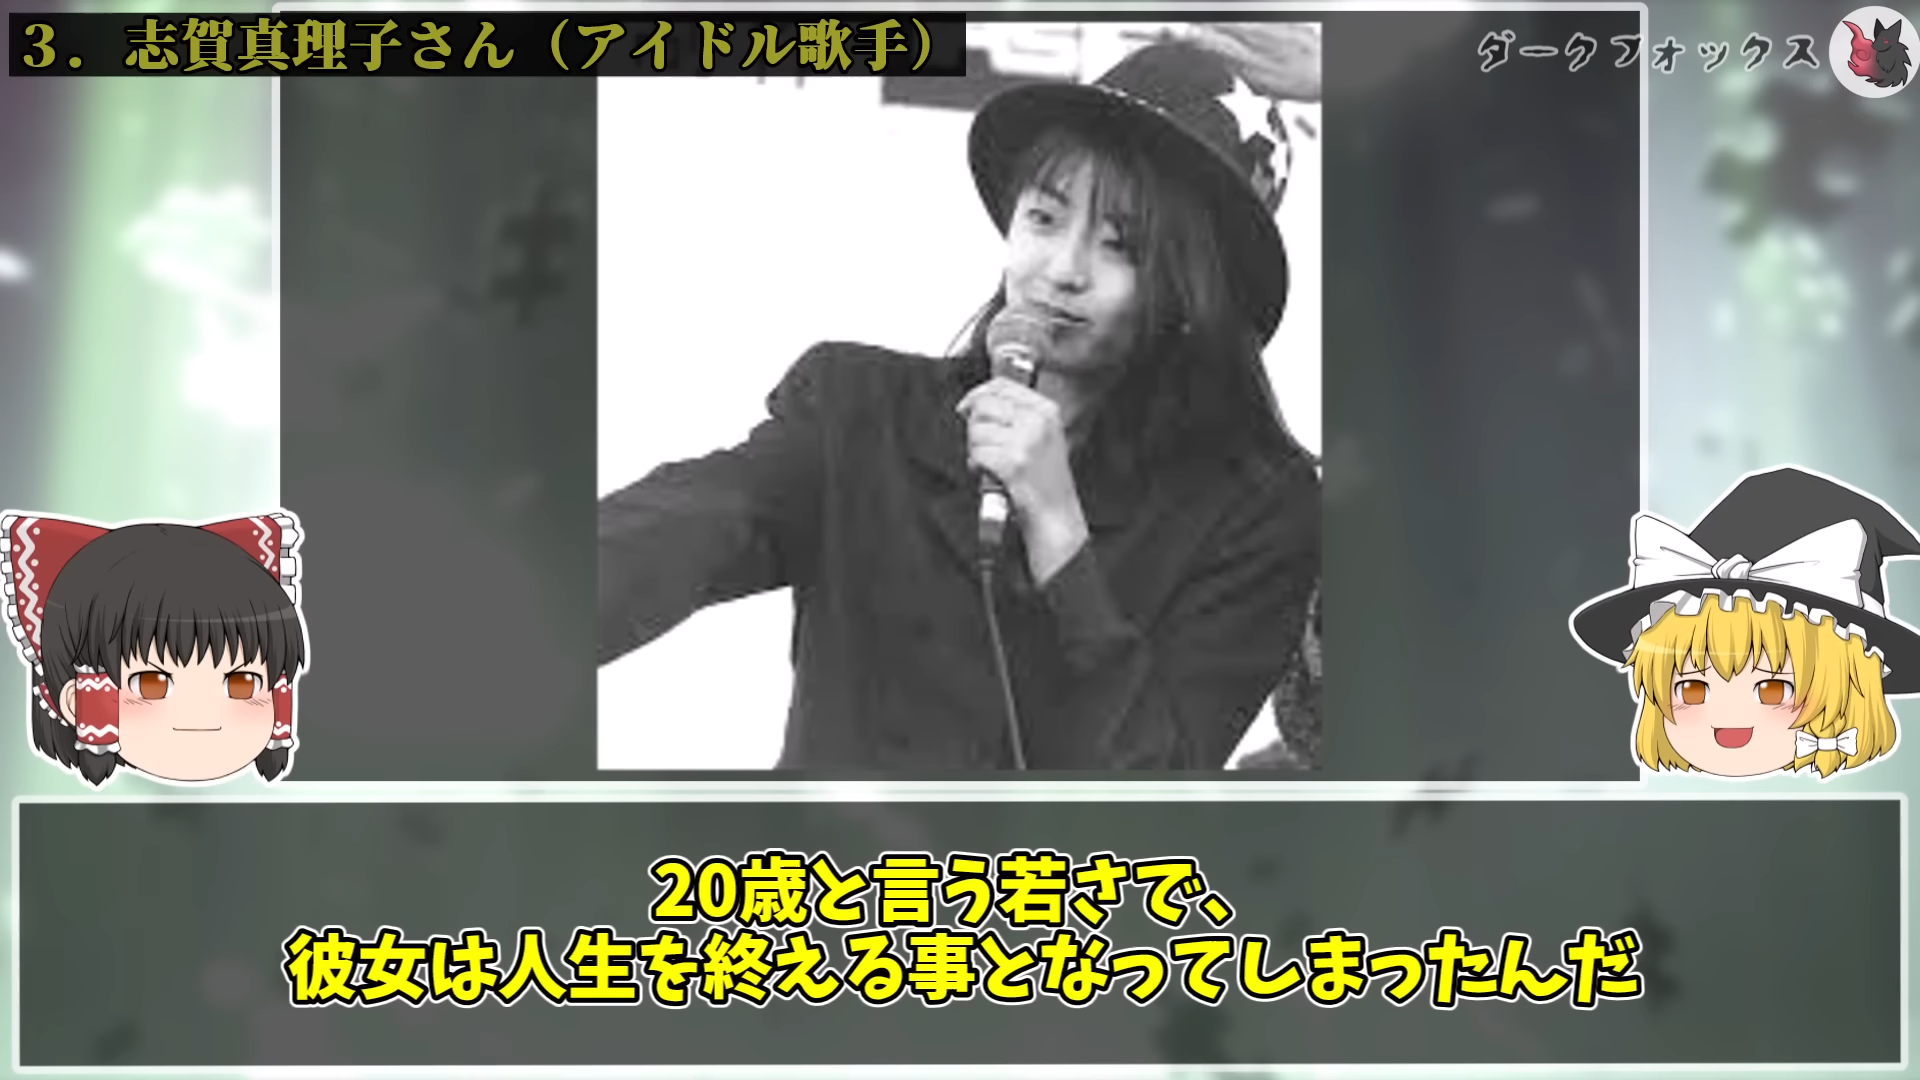 3．志賀真理子さん（アイドル歌手）
ダークフォックス
20歳と言う若さで、
彼女は人生を終える事となってしまったんだ